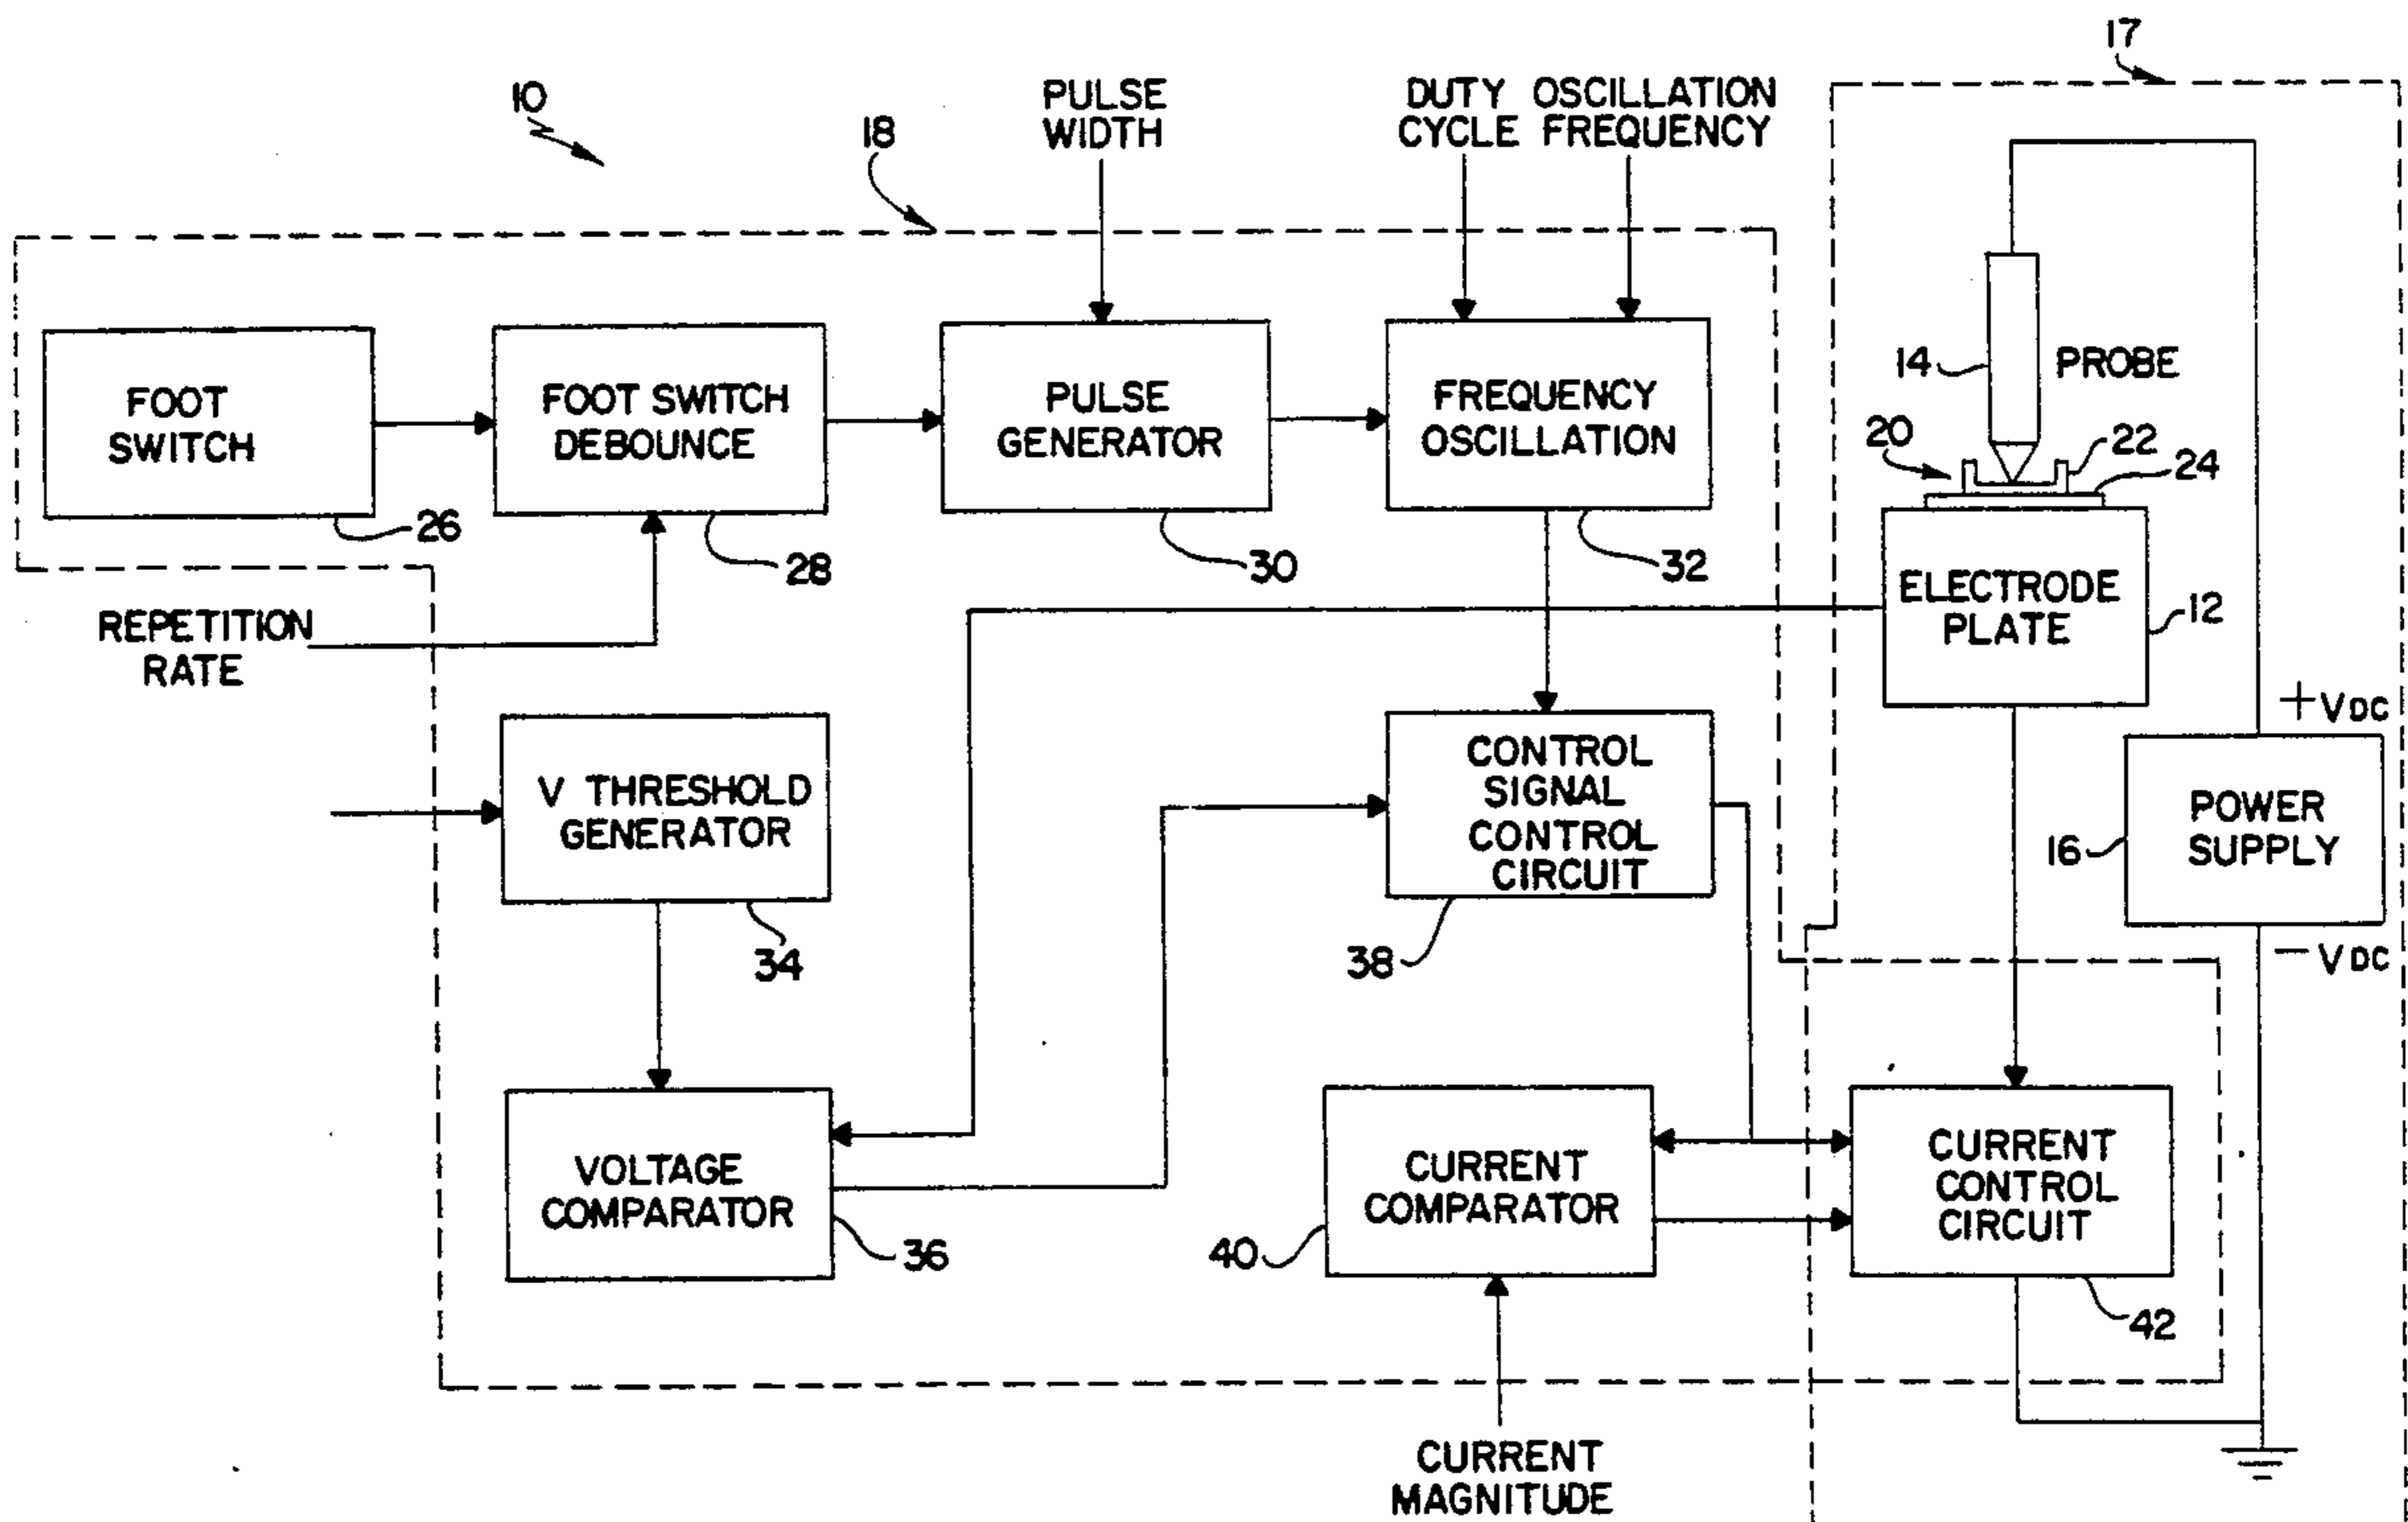 17
10
18
PULSE
WIDTH
DUTY OSCILLATION
CYCLE FREQUENCY
FOOT
SWITCH
26
FOOT SWITCH
DEBOUNCE
28
PULSE
GENERATOR
30
FREQUENCY
OSCILLATION
32
14
PROBE
20
22
24
ELECTRODE
PLATE
12
REPETITION
RATE
V THRESHOLD
GENERATOR
34
CONTROL
SIGNAL
CONTROL
CIRCUIT
38
+VDC
POWER
SUPPLY
16
-VDC
VOLTAGE
COMPARATOR
36
CURRENT
COMPARATOR
40
CURRENT
CONTROL
CIRCUIT
42
CURRENT
MAGNITUDE